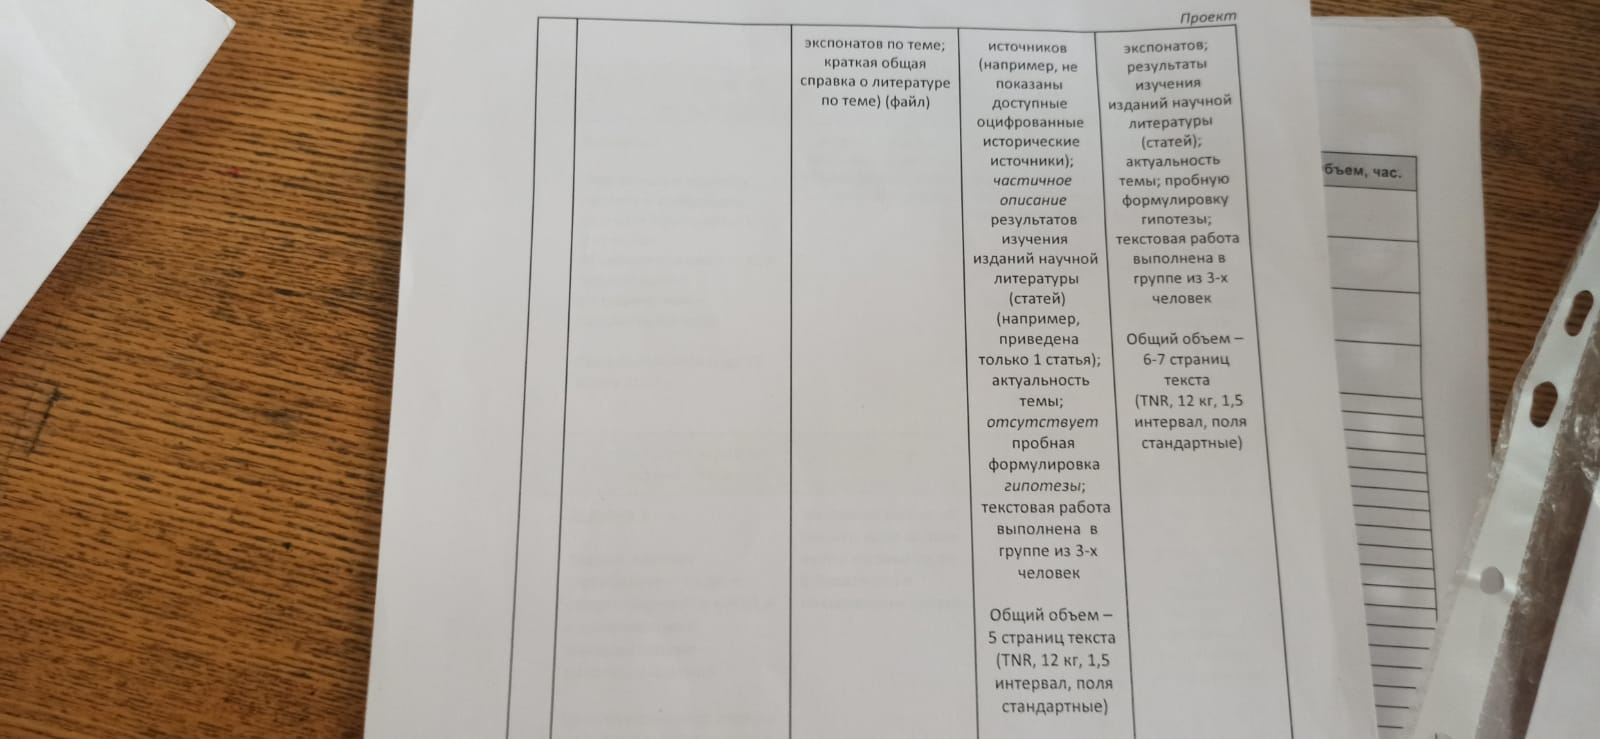 Проект
экспонатов по теме;
краткая общая
справка о литературе
по теме) (файл)
источников
(например, не
показаны
доступные
оцифрованные
исторические
источники);
частичное
описание
результатов
изучения
изданий научной
литературы
(статей)
(например,
приведена
только 1 статья);
актуальность
темы;
отсутствует
пробная
формулировка
гипотезы;
текстовая работа
выполнена в
группе из 3-х
человек
Общий объем –
5 страниц текста
(TNR, 12 кг, 1,5
интервал, поля
стандартные)
экспонатов;
результаты
изучения
изданий научной
литературы
(статей);
актуальность
темы; пробную
формулировку
гипотезы;
текстовая работа
выполнена в
группе из 3-х
человек
Общий объем –
6-7 страниц
текста
(TNR, 12 кг, 1,5
интервал, поля
стандартные)
бъем, час.